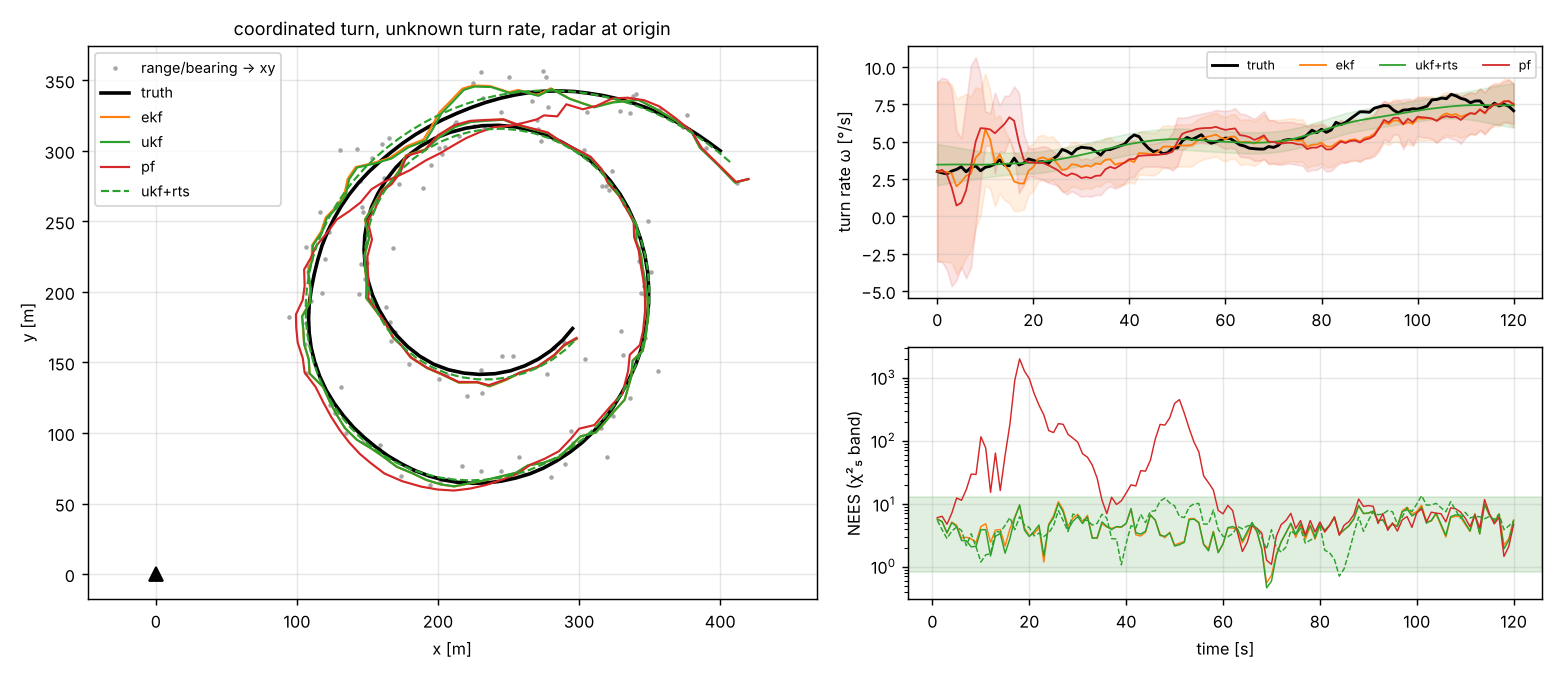 coordinated turn, unknown turn rate, radar at origin
range/bearing → xy
truth
ekf
ukf
pf
ukf+rts
y [m]
350
300
250
200
150
100
50
0
0 100 200 300 400
x [m]
truth ekf ukf+rts pf
turn rate ω [°/s]
10.0
7.5
5.0
2.5
0.0
−2.5
−5.0
0 20 40 60 80 100 120
NEES (χ²₅ band)
10³
10²
10¹
10⁰
0 20 40 60 80 100 120
time [s]